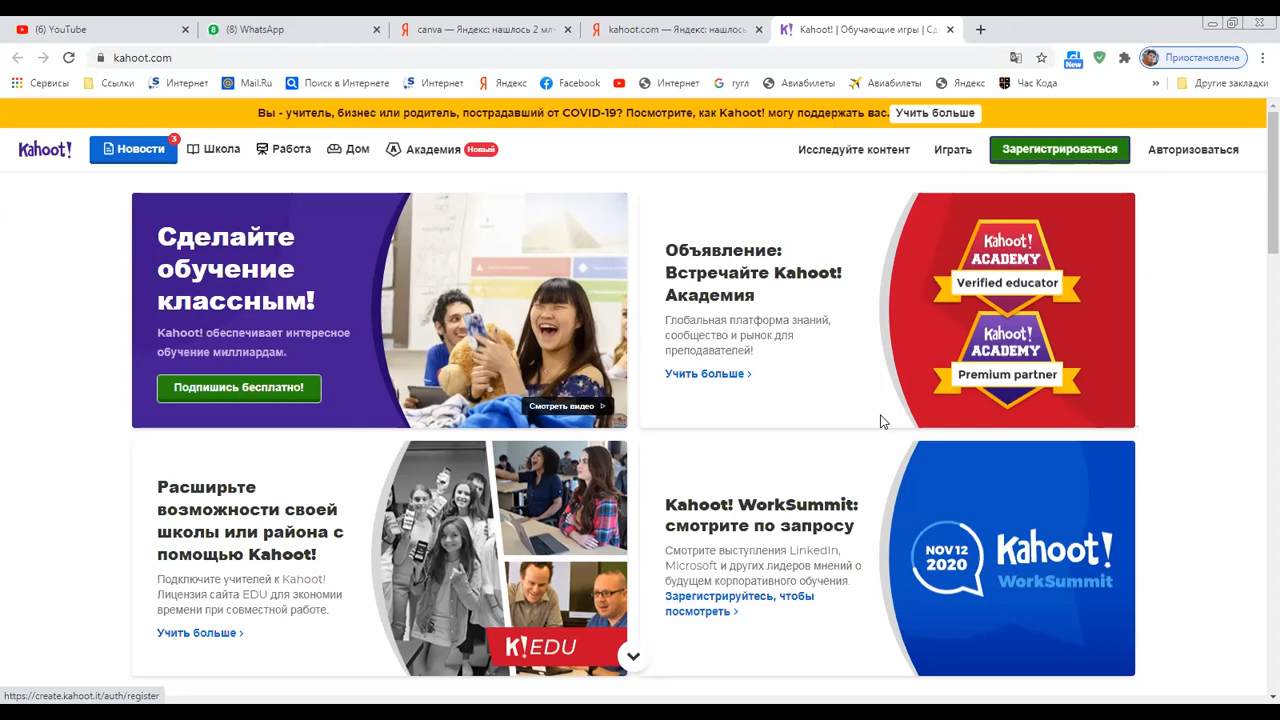 (6) YouTube
(8) WhatsApp
canva — Яндекс: нашлось 2 мл
kahoot.com — Яндекс: нашлось
Kahoot! | Обучающие игры | Сд
kahoot.com
Приостановлена
Сервисы
Ссылки
Интернет
Mail.Ru
Поиск в Интернете
Интернет
Яндекс
Facebook
Интернет
гугл
Авиабилеты
Авиабилеты
Яндекс
Час Кода
»
Другие закладки
New
Вы - учитель, бизнес или родитель, пострадавший от COVID-19? Посмотрите, как Kahoot! могу поддержать вас. Учить больше
Kahoot!
Новости
3
Школа
Работа
Дом
Академия
Новый
Исследуйте контент
Играть
Зарегистрироваться
Авторизоваться
Сделайте
обучение
классным!
Kahoot! обеспечивает интересное
обучение миллиардам.
Подпишись бесплатно!
Смотреть видео
Объявление:
Встречайте Kahoot!
Академия
Глобальная платформа знаний,
сообщество и рынок для
преподавателей!
Учить больше >
Kahoot!
ACADEMY
Verified educator
Kahoot!
ACADEMY
Premium partner
Расширьте
возможности своей
школы или района с
помощью Kahoot!
Подключите учителей к Kahoot!
Лицензия сайта EDU для экономии
времени при совместной работе.
Учить больше >
K! EDU
Kahoot! WorkSummit:
смотрите по запросу
Смотрите выступления LinkedIn,
Microsoft и других лидеров мнений о
будущем корпоративного обучения.
Зарегистрируйтесь, чтобы
посмотреть >
NOV 12
2020
Kahoot!
WorkSummit
https://create.kahoot.it/auth/register